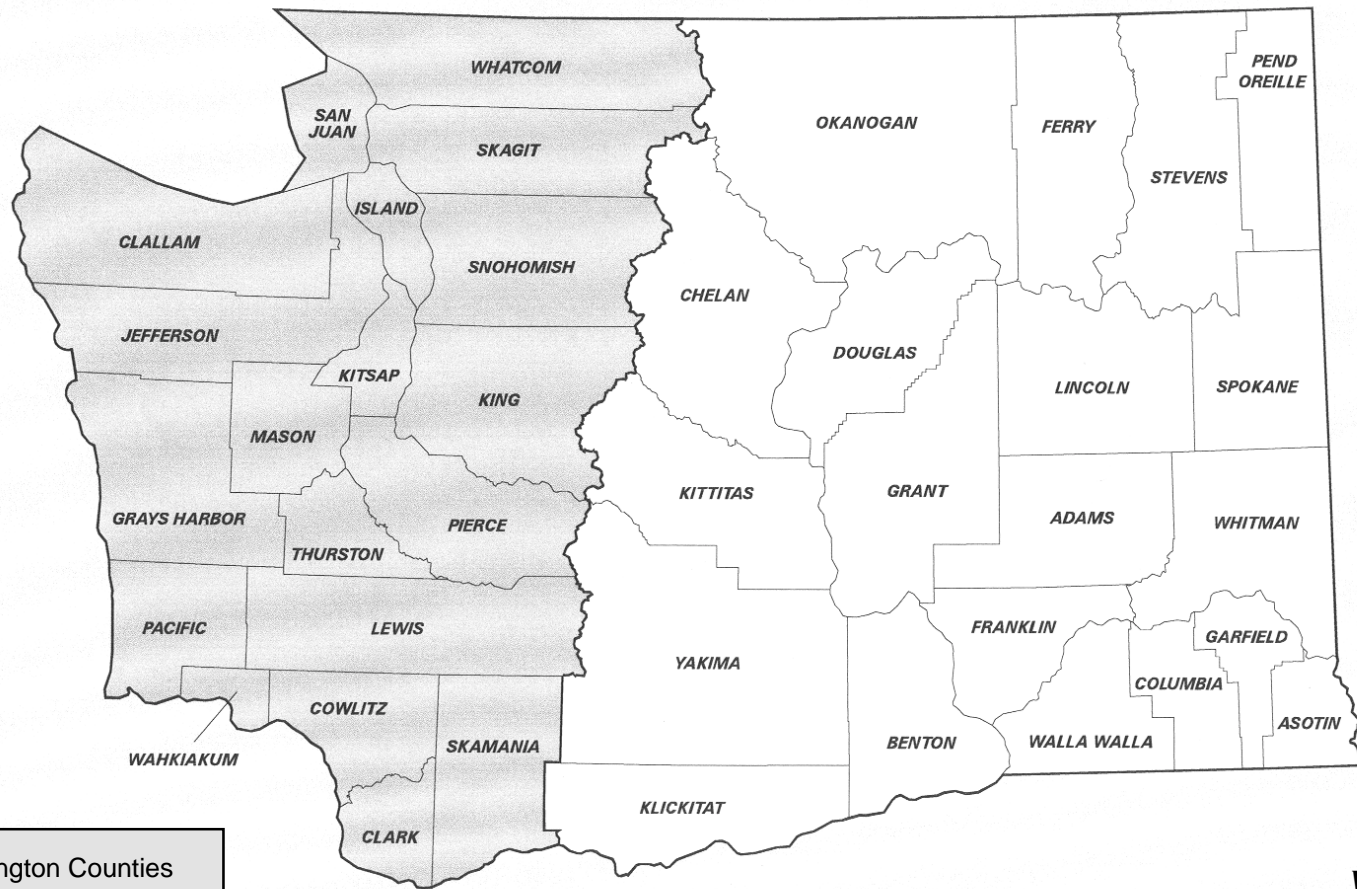 WHATCOM
PEND
OREILLE
SAN
JUAN
OKANOGAN
FERRY
SKAGIT
STEVENS
ISLAND
CLALLAM
SNOHOMISH
CHELAN
JEFFERSON
DOUGLAS
KITSAP
LINCOLN
SPOKANE
KING
MASON
KITTITAS
GRANT
GRAYS HARBOR
PIERCE
ADAMS
WHITMAN
THURSTON
PACIFIC
LEWIS
FRANKLIN
GARFIELD
YAKIMA
COLUMBIA
COWLITZ
ASOTIN
SKAMANIA
BENTON
WALLA WALLA
WAHKIAKUM
KLICKITAT
CLARK
ngton Counties